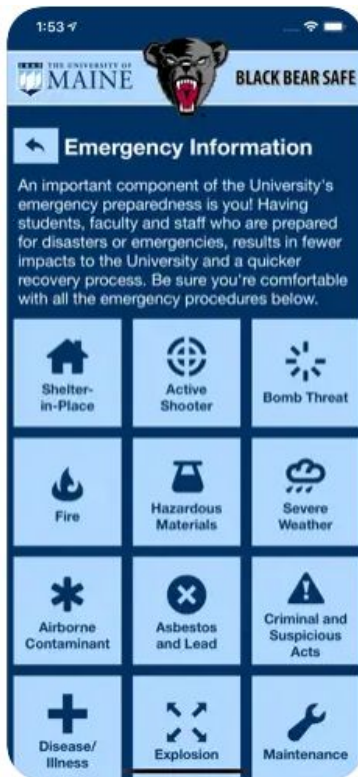 1:53
THE UNIVERSITY OF
MAINE
BLACK BEAR SAFE
Emergency Information
An important component of the University's
emergency preparedness is you! Having
students, faculty and staff who are prepared
for disasters or emergencies, results in fewer
impacts to the University and a quicker
recovery process. Be sure you're comfortable
with all the emergency procedures below.
Shelter-
in-Place
Active
Shooter
Bomb Threat
Fire
Hazardous
Materials
Severe
Weather
Airborne
Contaminant
Asbestos
and Lead
Criminal and
Suspicious
Acts
Disease/
Illness
Explosion
Maintenance